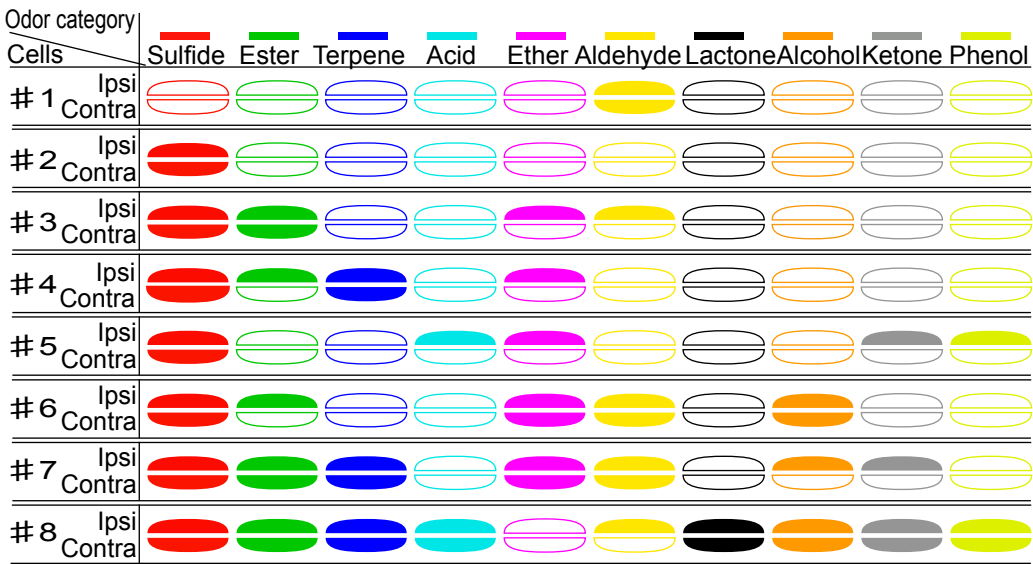 Odor category
Cells Sulfide Ester Terpene Acid Ether Aldehyde Lactone Alcohol Ketone Phenol
#1 Ipsi
Contra
#2 Ipsi
Contra
#3 Ipsi
Contra
#4 Ipsi
Contra
#5 Ipsi
Contra
#6 Ipsi
Contra
#7 Ipsi
Contra
#8 Ipsi
Contra